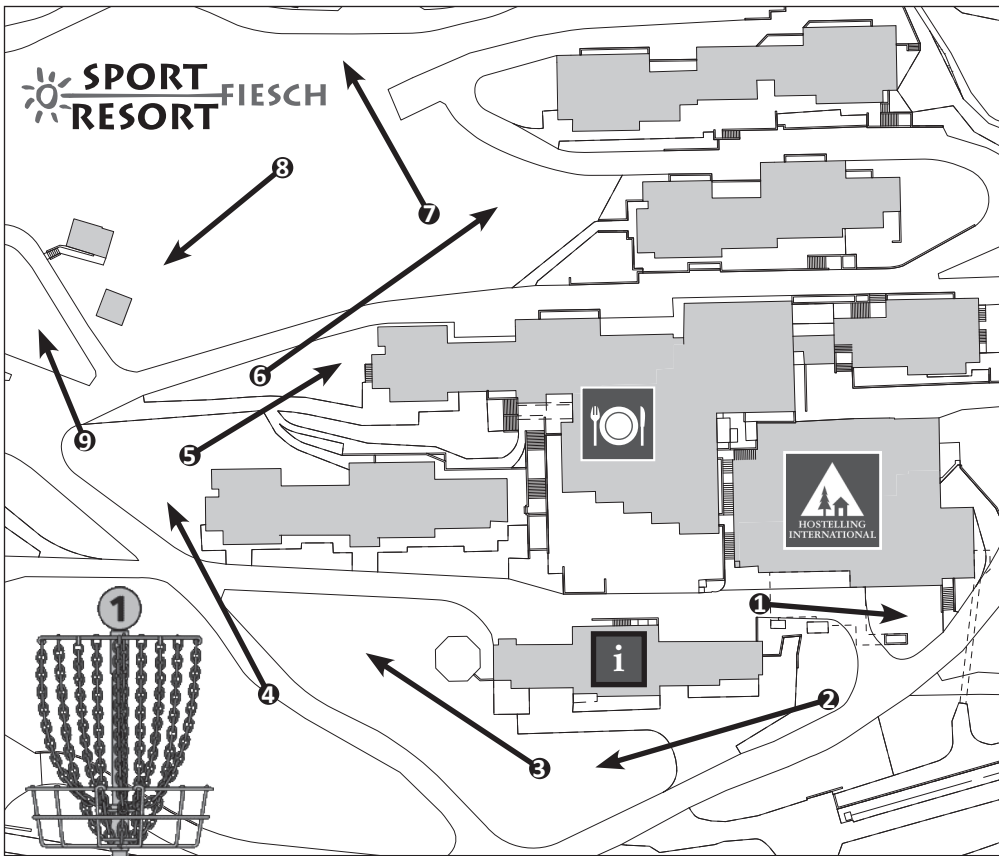 SPORT
RESORT FIESCH
8
7
6
5
9
HOSTELLING
INTERNATIONAL
1
1
i
4
2
3